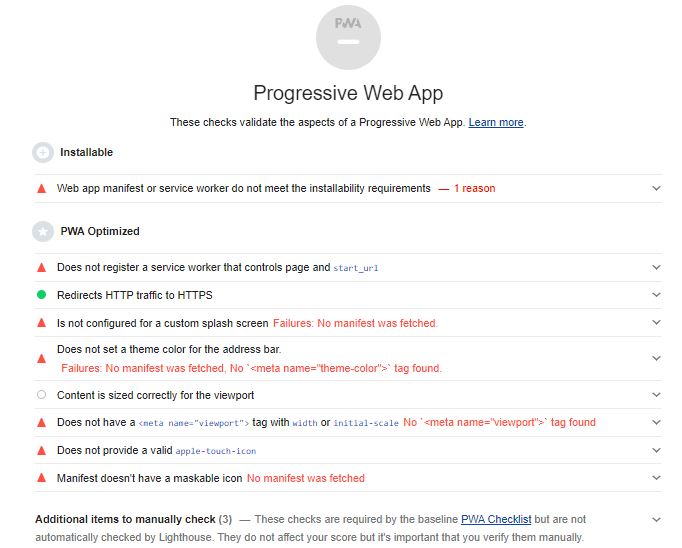 PWA
Progressive Web App
These checks validate the aspects of a Progressive Web App. Learn more.
Installable
Web app manifest or service worker do not meet the installability requirements — 1 reason
PWA Optimized
Does not register a service worker that controls page and start_url
Redirects HTTP traffic to HTTPS
Is not configured for a custom splash screen Failures: No manifest was fetched.
Does not set a theme color for the address bar.
Failures: No manifest was fetched, No `<meta name="theme-color">` tag found.
Content is sized correctly for the viewport
Does not have a <meta name="viewport"> tag with width or initial-scale No `<meta name="viewport">` tag found
Does not provide a valid apple-touch-icon
Manifest doesn't have a maskable icon No manifest was fetched
Additional items to manually check (3) — These checks are required by the baseline PWA Checklist but are not
automatically checked by Lighthouse. They do not affect your score but it's important that you verify them manually.